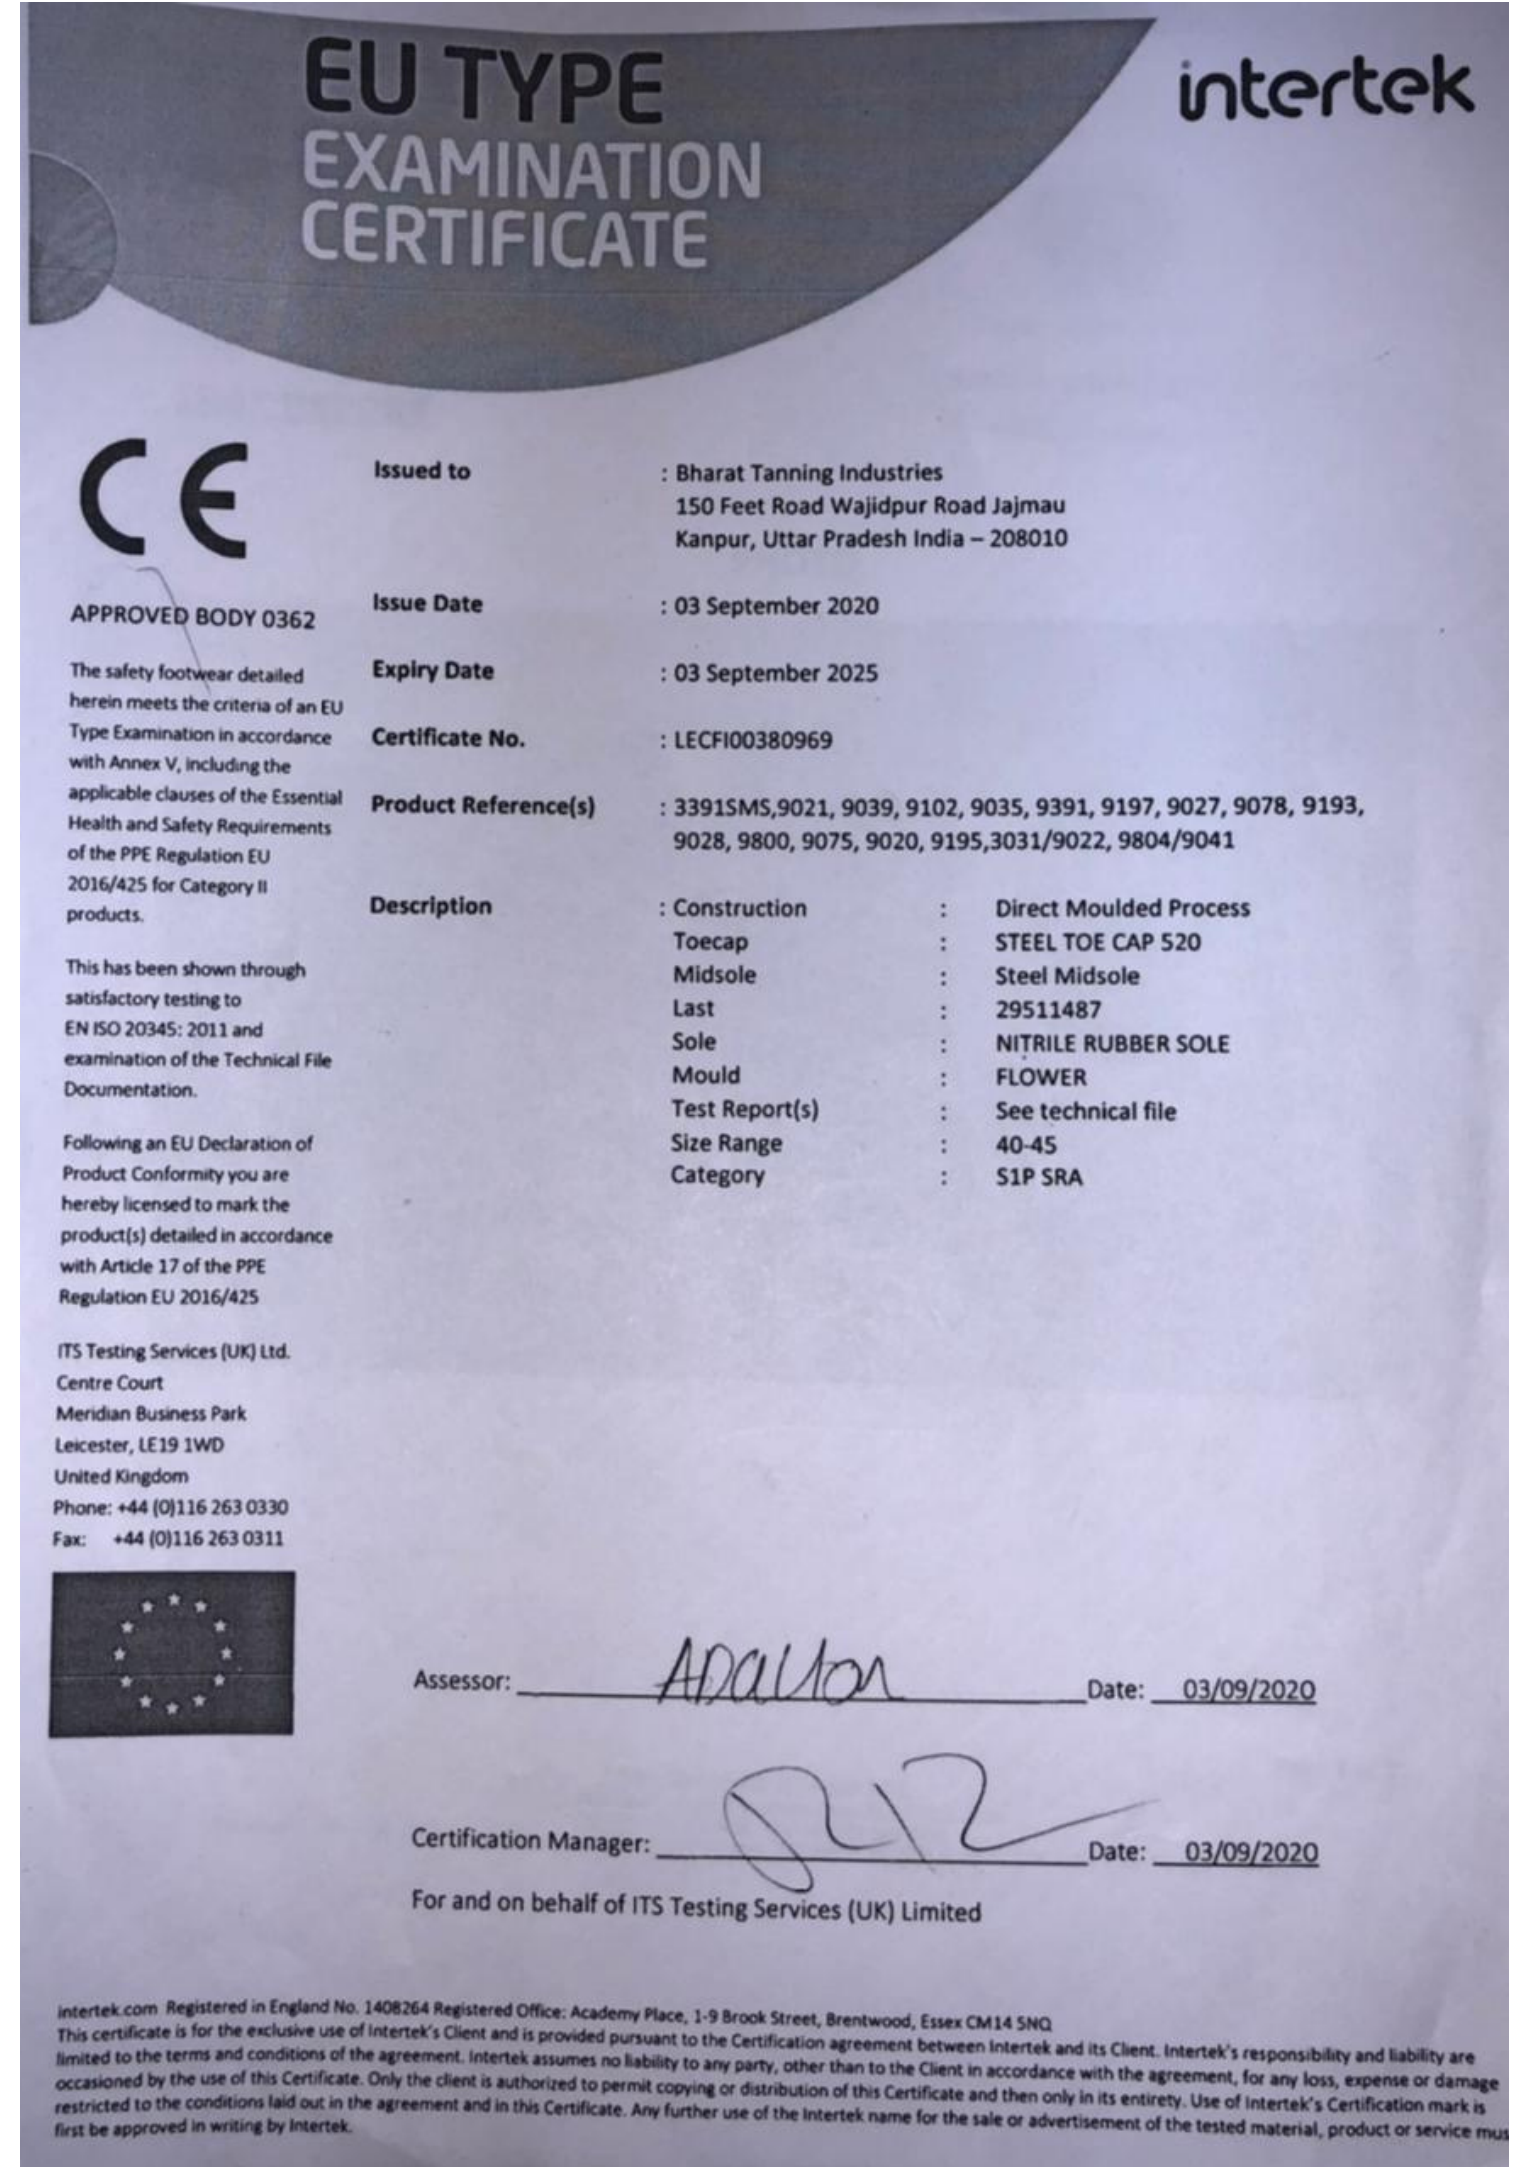 EU TYPE
EXAMINATION
CERTIFICATE
intertek
CE
APPROVED BODY 0362
The safety footwear detailed
herein meets the criteria of an EU
Type Examination in accordance
with Annex V, including the
applicable clauses of the Essential
Health and Safety Requirements
of the PPE Regulation EU
2016/425 for Category II
products.
This has been shown through
satisfactory testing to
EN ISO 20345: 2011 and
examination of the Technical File
Documentation.
Following an EU Declaration of
Product Conformity you are
hereby licensed to mark the
product(s) detailed in accordance
with Article 17 of the PPE
Regulation EU 2016/425
ITS Testing Services (UK) Ltd.
Centre Court
Meridian Business Park
Leicester, LE19 1WD
United Kingdom
Phone: +44 (0)116 263 0330
Fax: +44 (0)116 263 0311
Issued to : Bharat Tanning Industries
150 Feet Road Wajidpur Road Jajmau
Kanpur, Uttar Pradesh India – 208010
Issue Date : 03 September 2020
Expiry Date : 03 September 2025
Certificate No. : LECFI00380969
Product Reference(s) : 3391SMS,9021, 9039, 9102, 9035, 9391, 9197, 9027, 9078, 9193,
9028, 9800, 9075, 9020, 9195,3031/9022, 9804/9041
Description : Construction : Direct Moulded Process
Toecap : STEEL TOE CAP 520
Midsole : Steel Midsole
Last : 29511487
Sole : NITRILE RUBBER SOLE
Mould : FLOWER
Test Report(s) : See technical file
Size Range : 40-45
Category : S1P SRA
Assessor: ADalton Date: 03/09/2020
Certification Manager: Date: 03/09/2020
For and on behalf of ITS Testing Services (UK) Limited
intertek.com Registered in England No. 1408264 Registered Office: Academy Place, 1-9 Brook Street, Brentwood, Essex CM14 5NQ
This certificate is for the exclusive use of Intertek's Client and is provided pursuant to the Certification agreement between Intertek and its Client. Intertek's responsibility and liability are
limited to the terms and conditions of the agreement. Intertek assumes no liability to any party, other than to the Client in accordance with the agreement, for any loss, expense or damage
occasioned by the use of this Certificate. Only the client is authorized to permit copying or distribution of this Certificate and then only in its entirety. Use of Intertek's Certification mark is
restricted to the conditions laid out in the agreement and in this Certificate. Any further use of the Intertek name for the sale or advertisement of the tested material, product or service mus
first be approved in writing by Intertek.